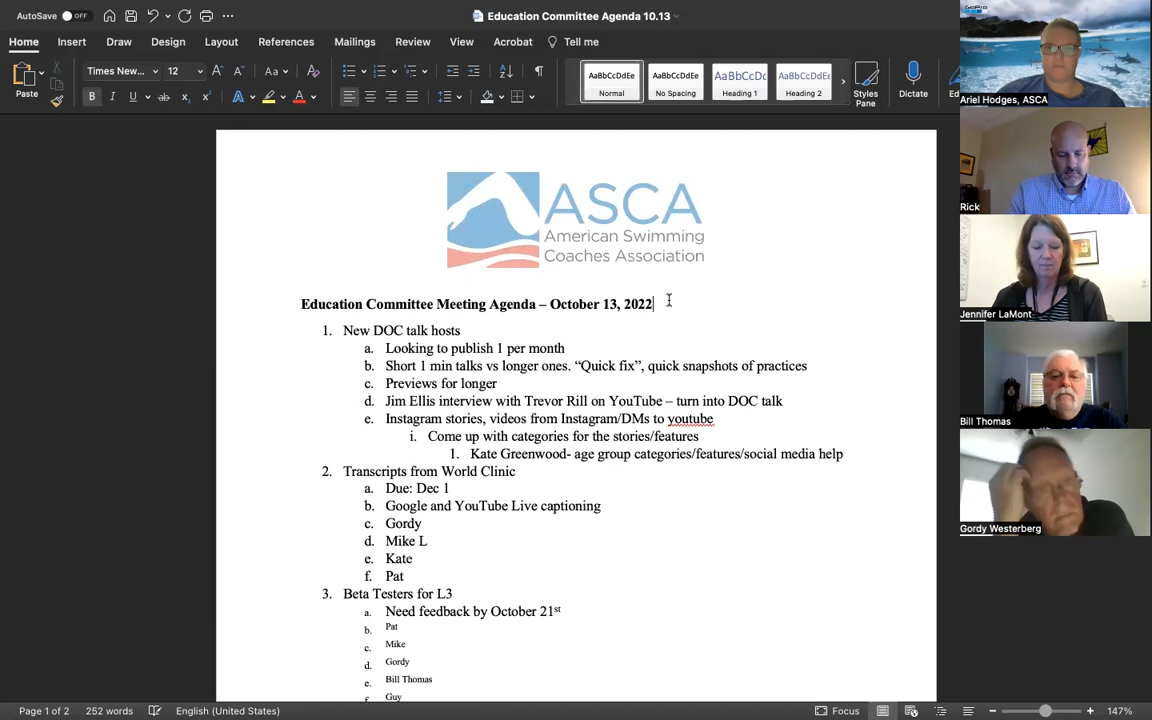 AutoSave OFF
Education Committee Agenda 10.13
Home Insert Draw Design Layout References Mailings Review View Acrobat Tell me
Paste
Times New... 12
Aa
B I U ab x₂ x²
A A
AaBbCcDdEe AaBbCcDdEe AaBbCcDc AaBbCcDdEe
Normal No Spacing Heading 1 Heading 2
Styles Pane
Dictate
ASCA
American Swimming
Coaches Association
Education Committee Meeting Agenda – October 13, 2022
1. New DOC talk hosts
a. Looking to publish 1 per month
b. Short 1 min talks vs longer ones. “Quick fix”, quick snapshots of practices
c. Previews for longer
d. Jim Ellis interview with Trevor Rill on YouTube – turn into DOC talk
e. Instagram stories, videos from Instagram/DMs to youtube
i. Come up with categories for the stories/features
1. Kate Greenwood- age group categories/features/social media help
2. Transcripts from World Clinic
a. Due: Dec 1
b. Google and YouTube Live captioning
c. Gordy
d. Mike L
e. Kate
f. Pat
3. Beta Testers for L3
a. Need feedback by October 21st
b. Pat
c. Mike
d. Gordy
e. Bill Thomas
f. Guy
Page 1 of 2 252 words English (United States) Focus 147%
GoPro
Ariel Hodges, ASCA
Rick
Jennifer LaMont
Bill Thomas
Gordy Westerberg